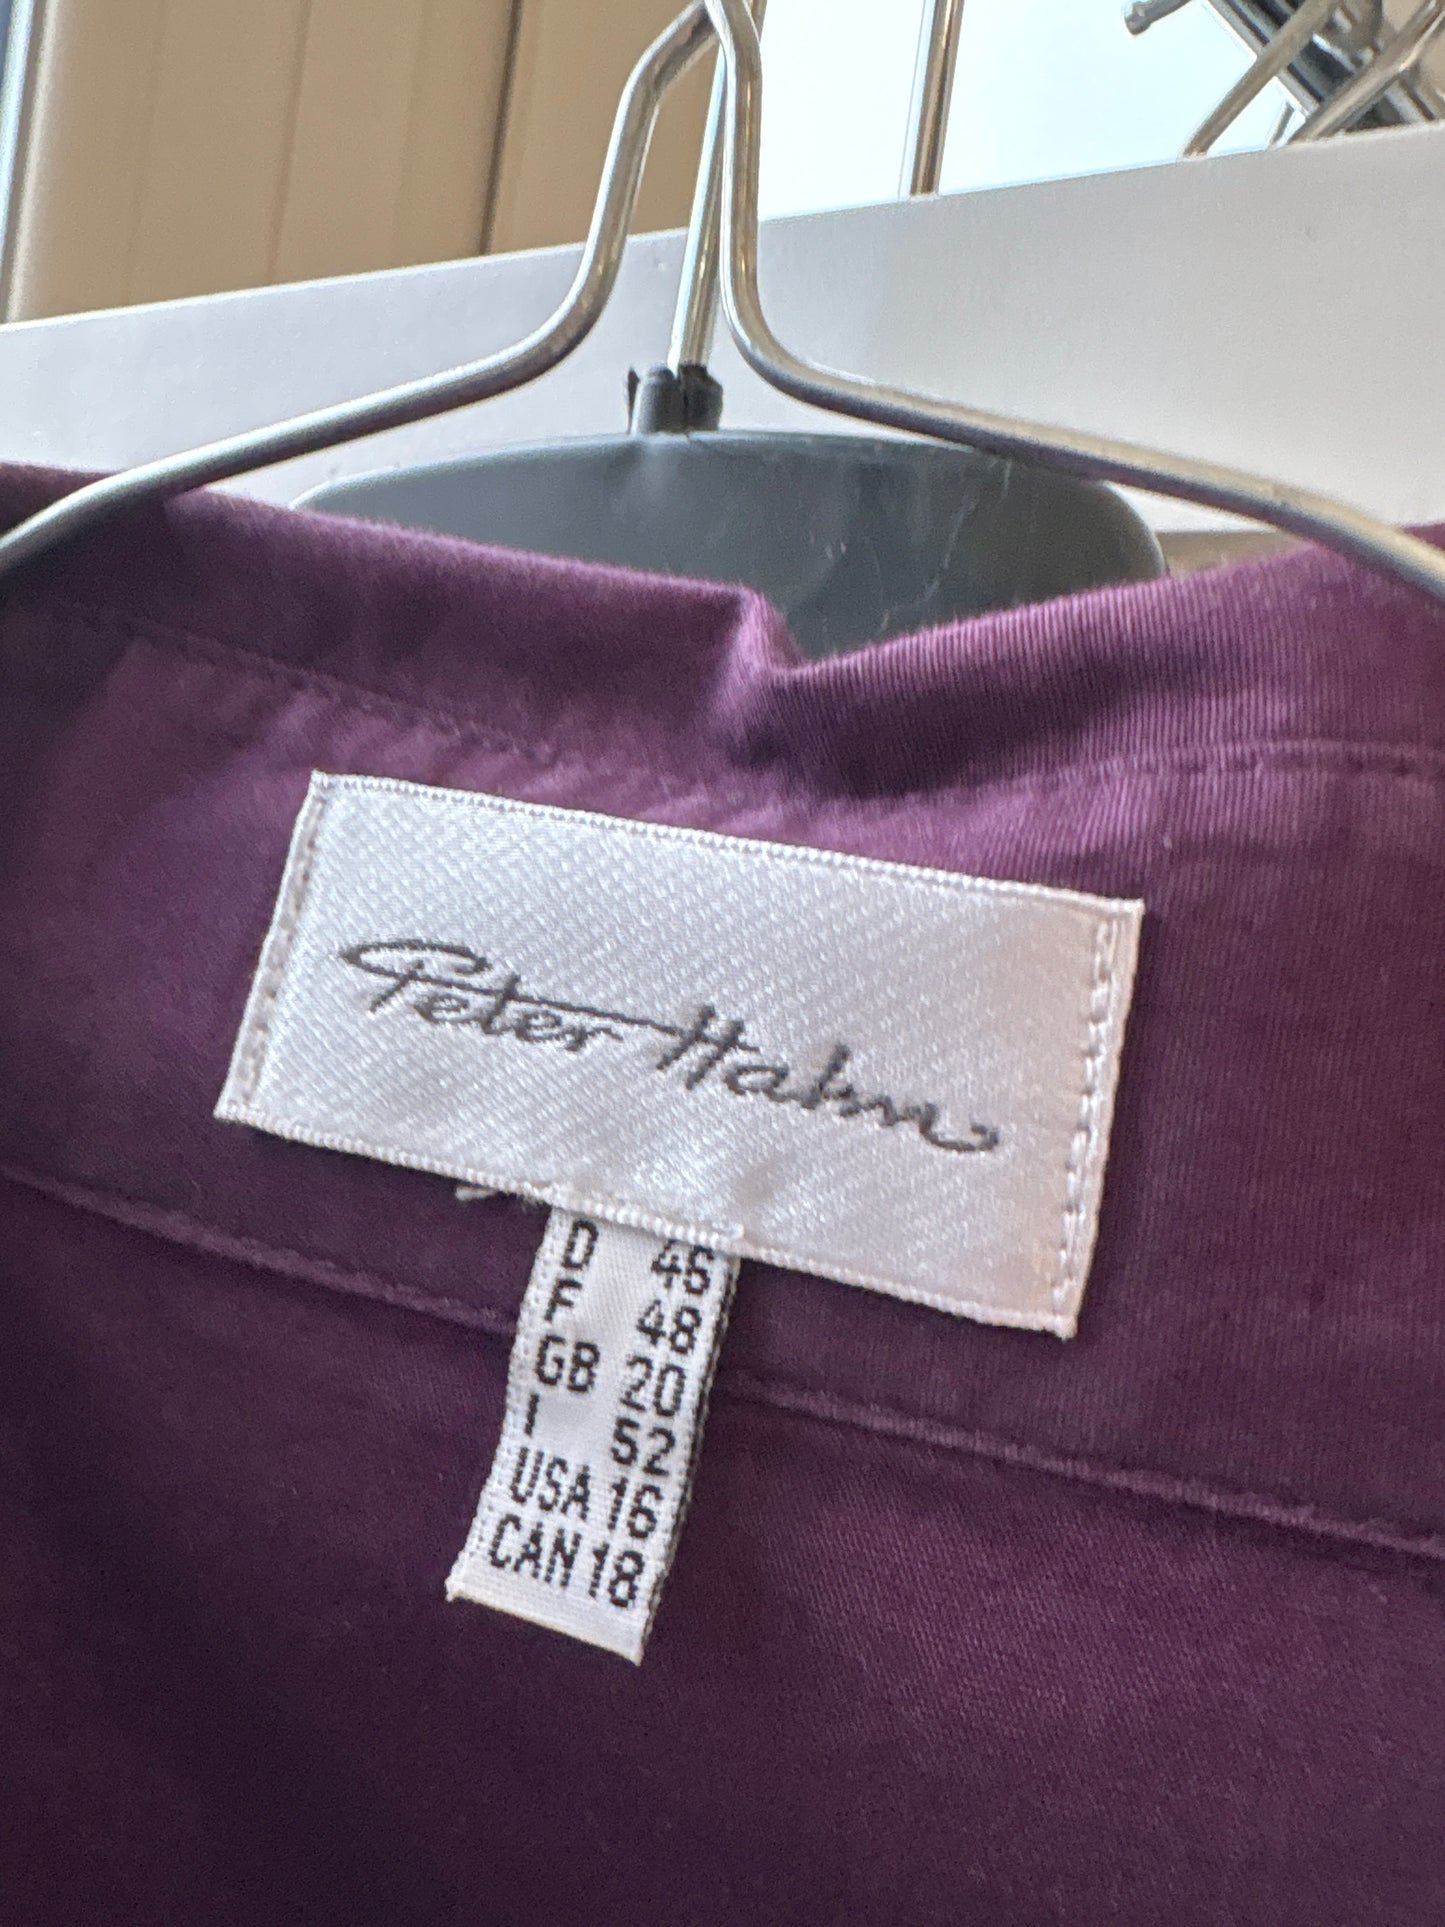 Peter Hahn
D 46
F 48
GB 20
I 52
USA 16
CAN 18